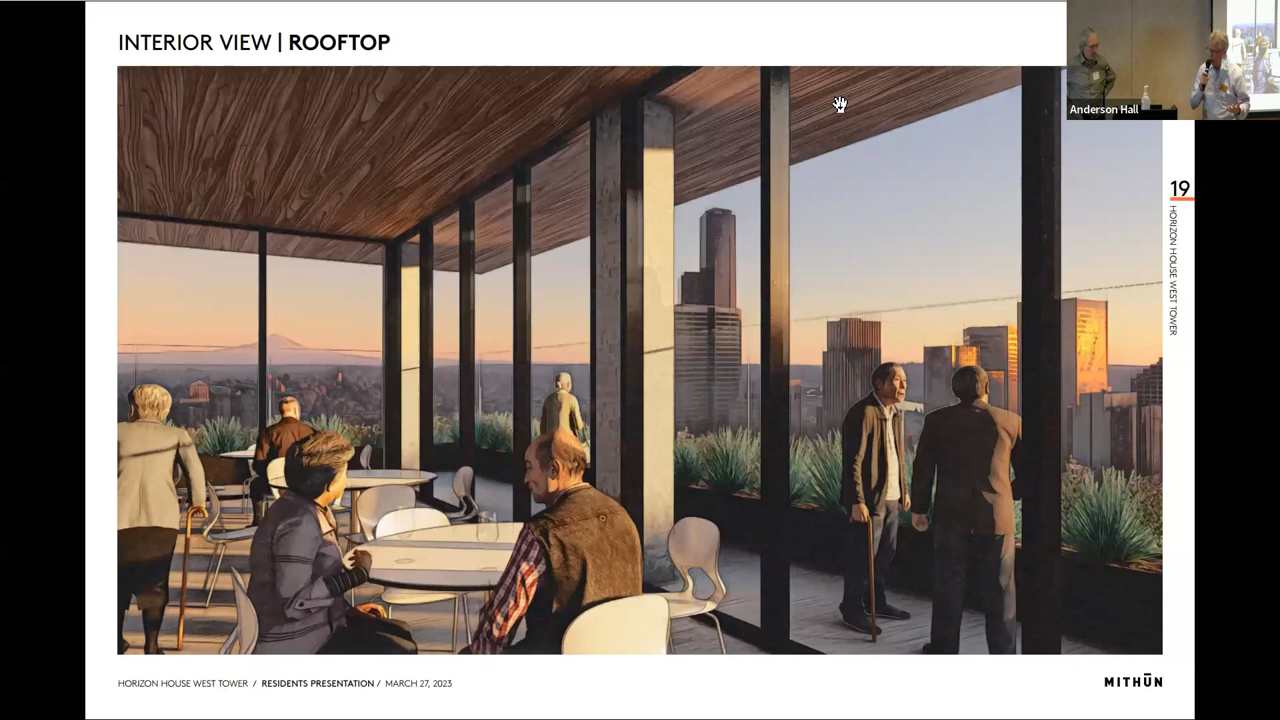 INTERIOR VIEW | ROOFTOP
Anderson Hall
19
HORIZON HOUSE WEST TOWER
HORIZON HOUSE WEST TOWER / RESIDENTS PRESENTATION / MARCH 27, 2023
MITHŪN